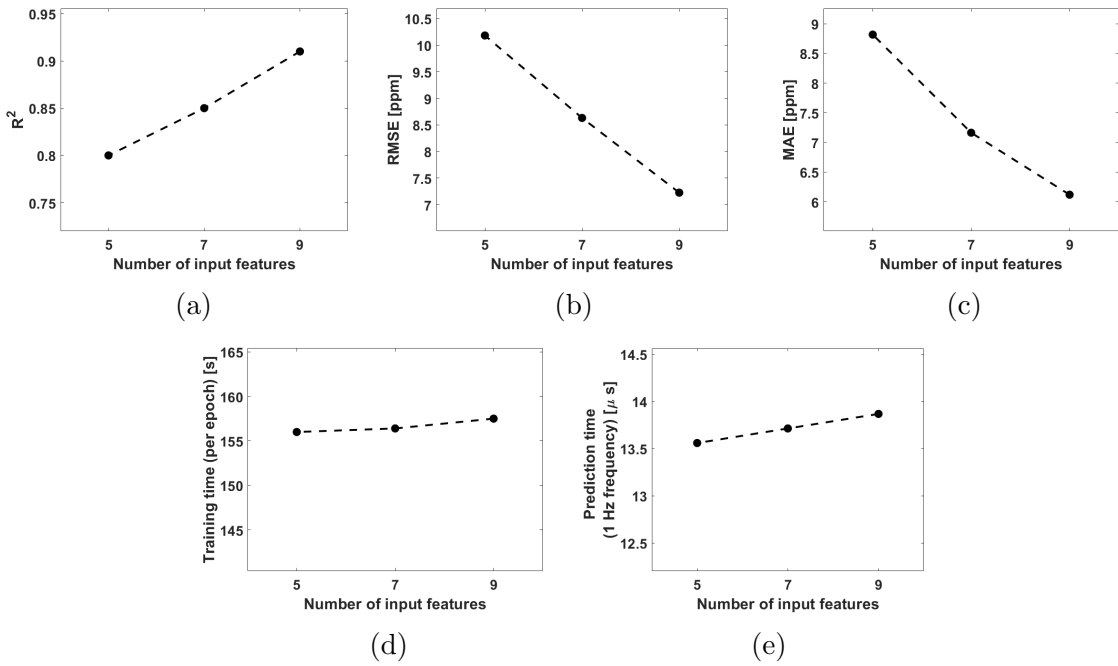 0.95
0.9
0.85
0.8
0.75
R²
5 7 9
Number of input features
(a)
10.5
10
9.5
9
8.5
8
7.5
7
RMSE [ppm]
5 7 9
Number of input features
(b)
9
8.5
8
7.5
7
6.5
6
MAE [ppm]
5 7 9
Number of input features
(c)
165
160
155
150
145
Training time (per epoch) [s]
5 7 9
Number of input features
(d)
14.5
14
13.5
13
12.5
Prediction time
(1 Hz frequency) [μ s]
5 7 9
Number of input features
(e)